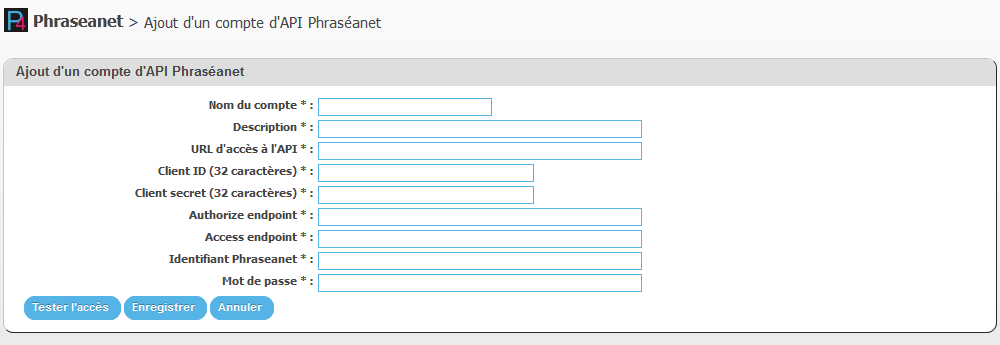 P4 Phraseanet > Ajout d'un compte d'API Phraséanet
Ajout d'un compte d'API Phraséanet
Nom du compte * :
Description * :
URL d'accès à l'API * :
Client ID (32 caractères) * :
Client secret (32 caractères) * :
Authorize endpoint * :
Access endpoint * :
Identifiant Phraseanet * :
Mot de passe * :
Tester l'accès Enregistrer Annuler